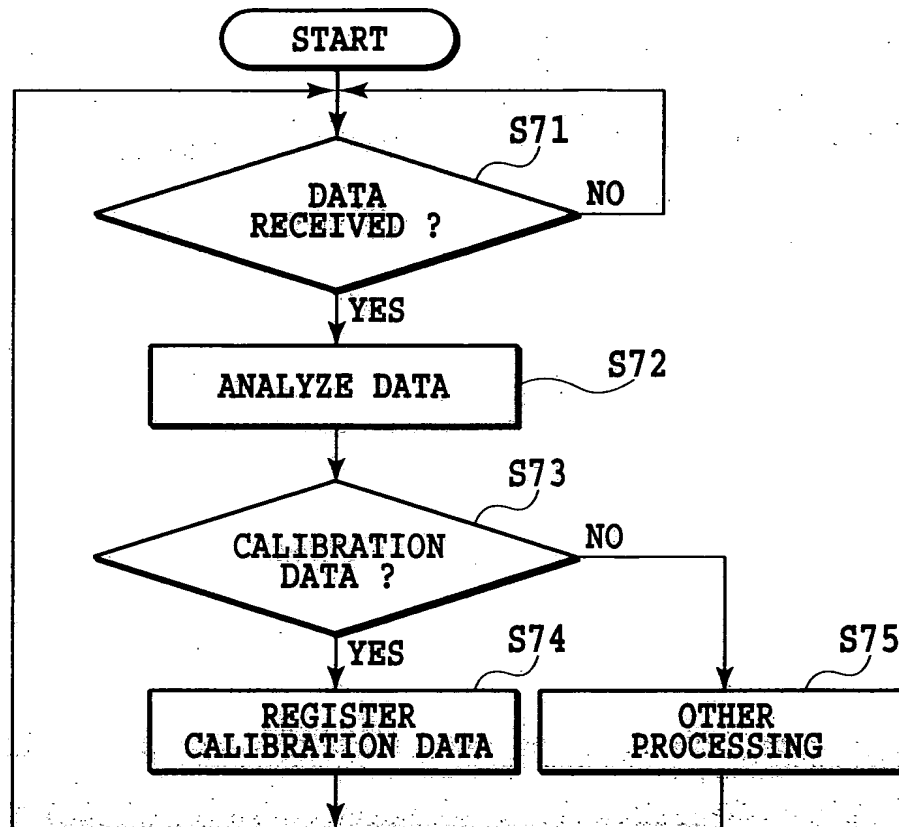 START
S71
DATA
RECEIVED ?
NO
YES
S72
ANALYZE DATA
S73
CALIBRATION
DATA ?
NO
YES
S74
S75
REGISTER
CALIBRATION DATA
OTHER
PROCESSING